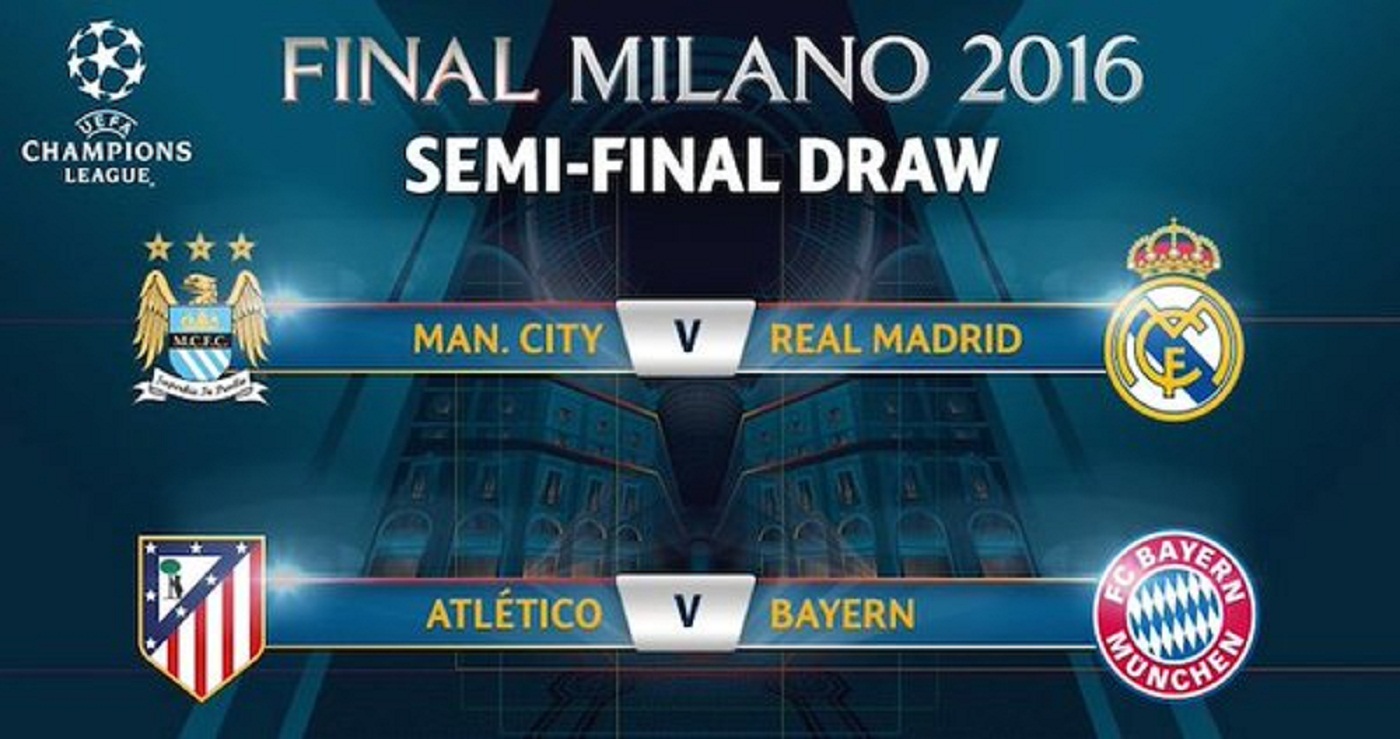 FINAL MILANO 2016
SEMI-FINAL DRAW
UEFA
CHAMPIONS
LEAGUE
M.C.F.C.
MAN. CITY V REAL MADRID
ATLÉTICO V BAYERN
FC BAYERN
MÜNCHEN